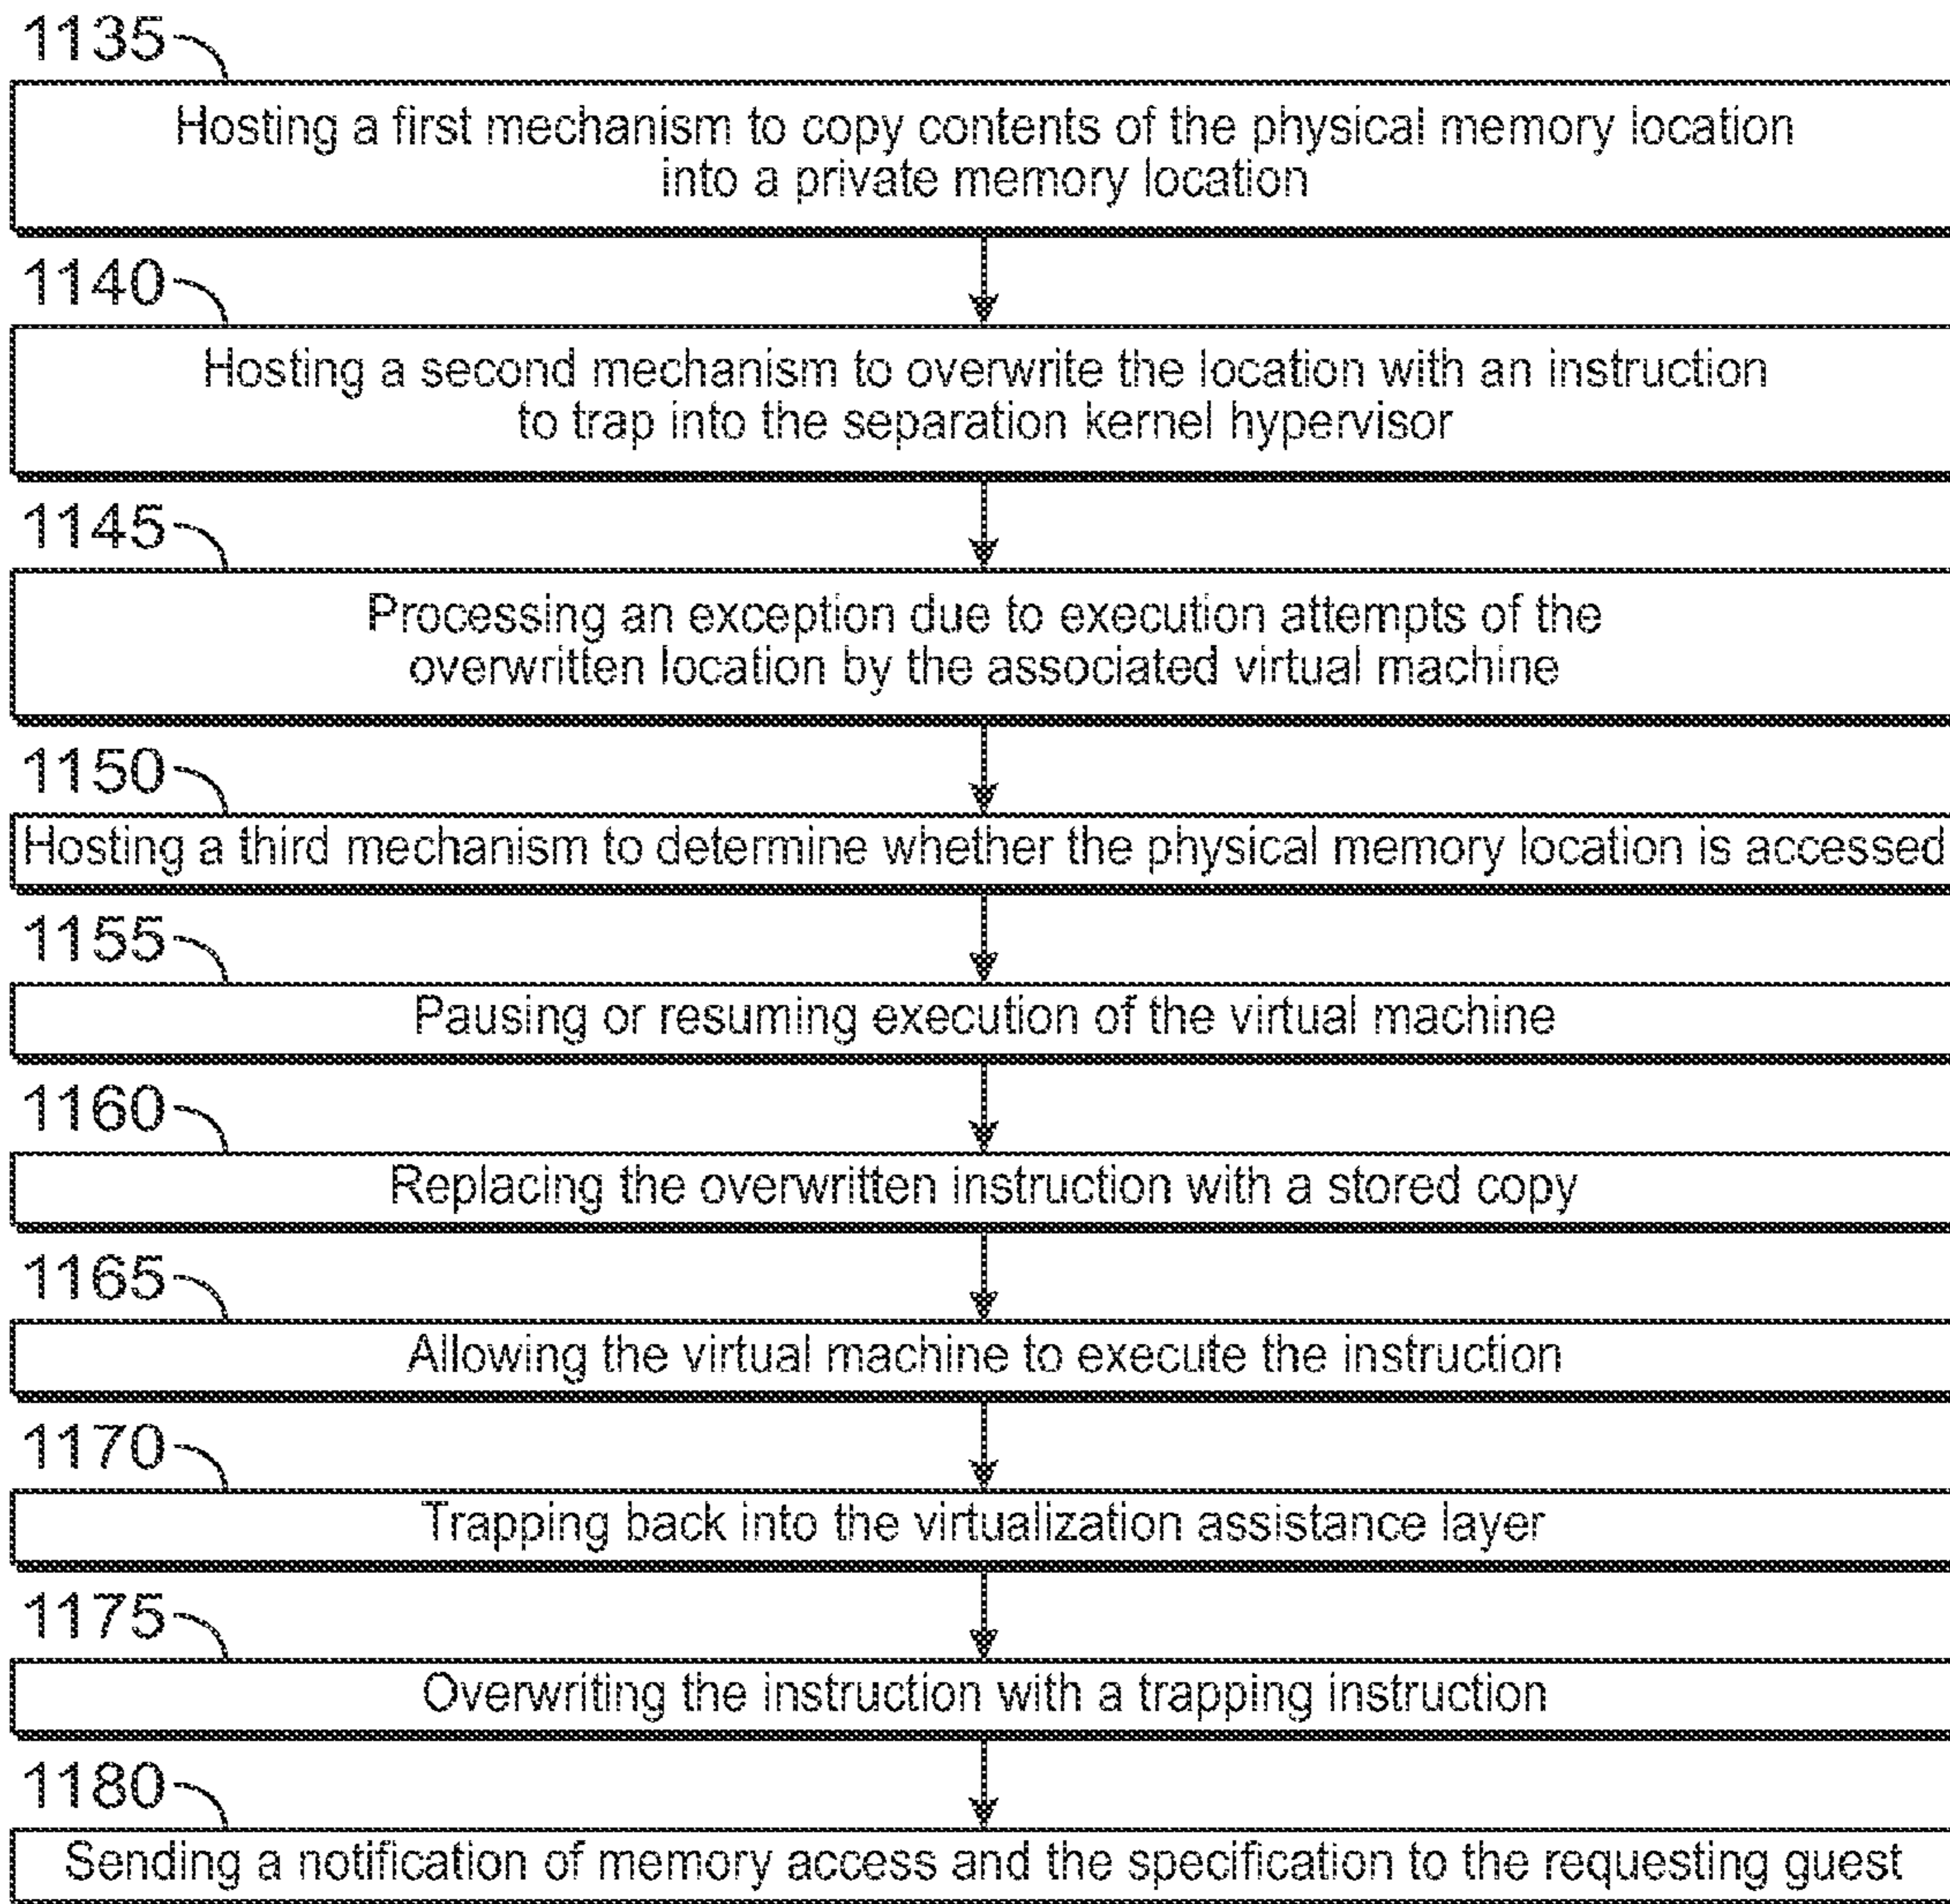 1135
Hosting a first mechanism to copy contents of the physical memory location
into a private memory location
1140
Hosting a second mechanism to overwrite the location with an instruction
to trap into the separation kernel hypervisor
1145
Processing an exception due to execution attempts of the
overwritten location by the associated virtual machine
1150
Hosting a third mechanism to determine whether the physical memory location is accessed
1155
Pausing or resuming execution of the virtual machine
1160
Replacing the overwritten instruction with a stored copy
1165
Allowing the virtual machine to execute the instruction
1170
Trapping back into the virtualization assistance layer
1175
Overwriting the instruction with a trapping instruction
1180
Sending a notification of memory access and the specification to the requesting guest